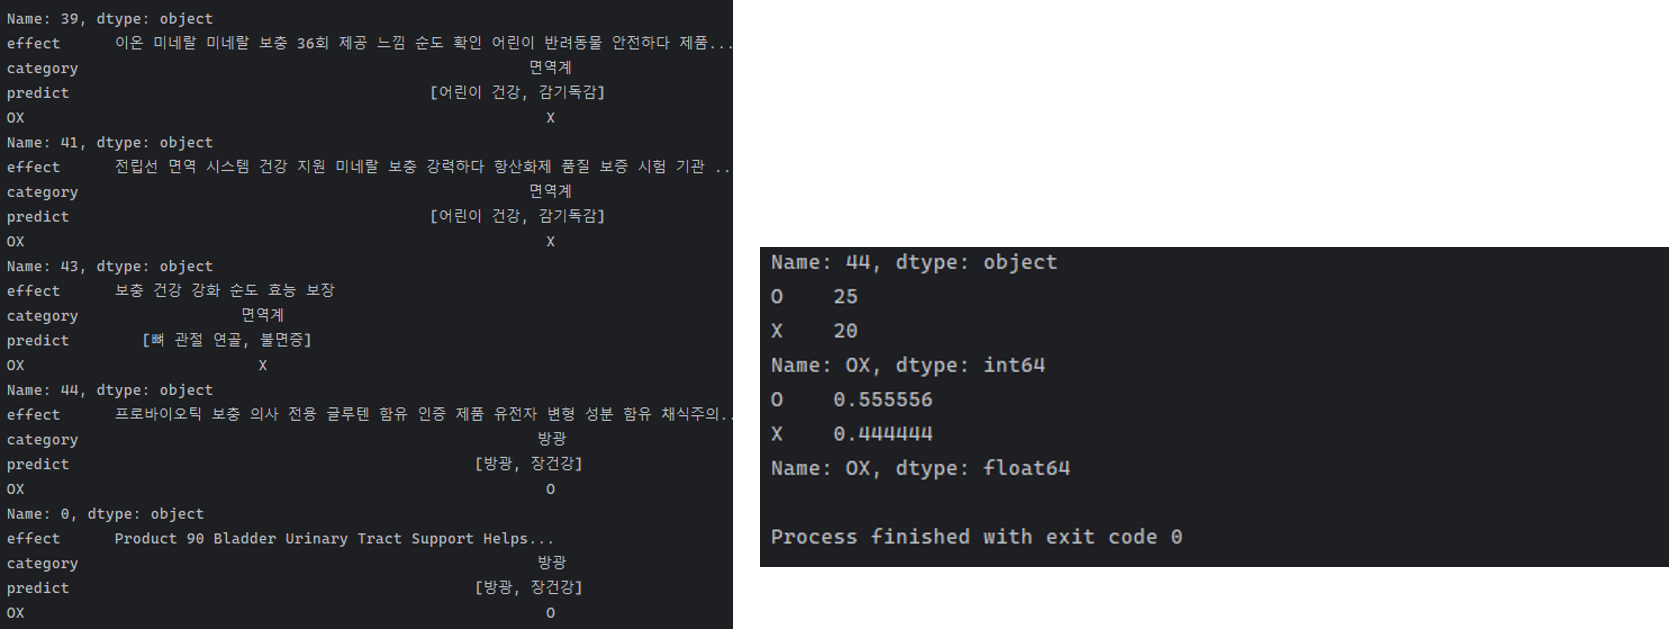 Name: 39, dtype: object
effect 이온 미네랄 미네랄 보충 36회 제공 느낌 순도 확인 어린이 반려동물 안전하다 제품...
category 면역계
predict [어린이 건강, 감기독감]
OX X
Name: 41, dtype: object
effect 전립선 면역 시스템 건강 지원 미네랄 보충 강력하다 항산화제 품질 보증 시험 기관 ..
category 면역계
predict [어린이 건강, 감기독감]
OX X
Name: 43, dtype: object
effect 보충 건강 강화 순도 효능 보장
category 면역계
predict [뼈 관절 연골, 불면증]
OX X
Name: 44, dtype: object
effect 프로바이오틱 보충 의사 전용 글루텐 함유 인증 제품 유전자 변형 성분 함유 채식주의..
category 방광
predict [방광, 장건강]
OX O
Name: 0, dtype: object
effect Product 90 Bladder Urinary Tract Support Helps...
category 방광
predict [방광, 장건강]
OX O
Name: 44, dtype: object
O 25
X 20
Name: OX, dtype: int64
O 0.555556
X 0.444444
Name: OX, dtype: float64
Process finished with exit code 0